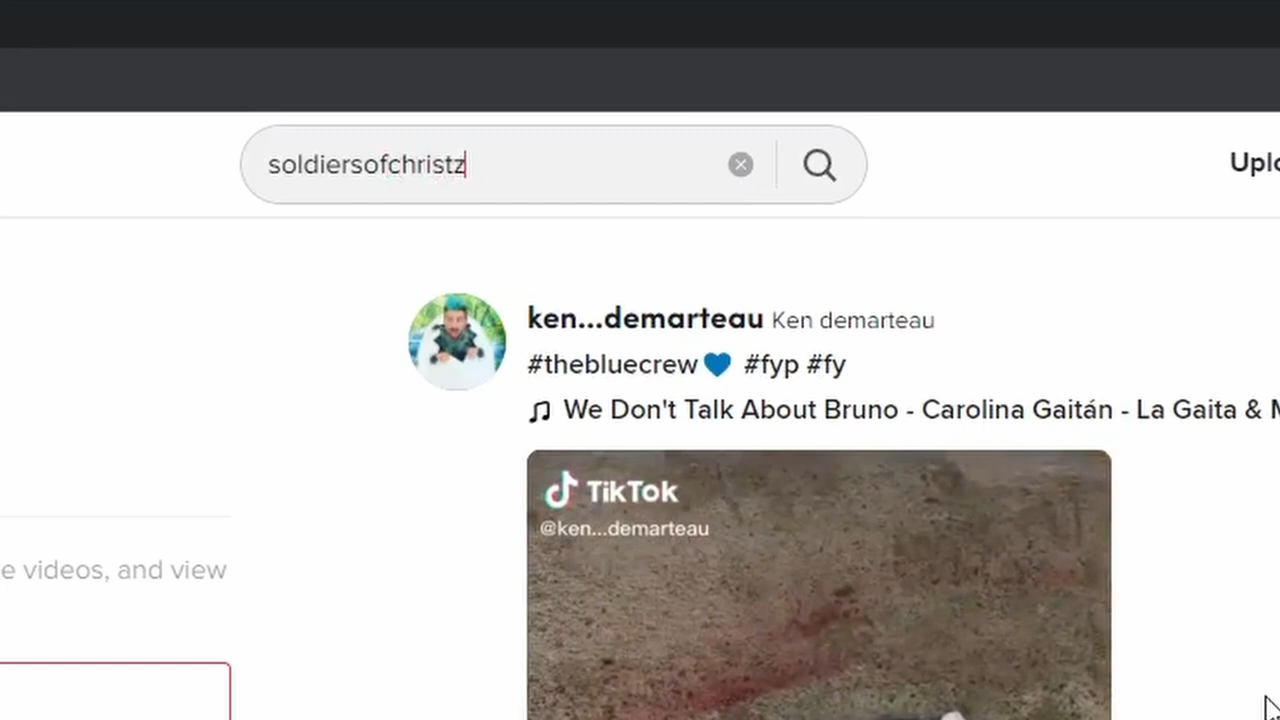 soldiersofchristz
Uplo
ken...demarteau Ken demarteau
#thebluecrew💙 #fyp #fy
We Don't Talk About Bruno - Carolina Gaitán - La Gaita & M
TikTok
@ken...demarteau
e videos, and view